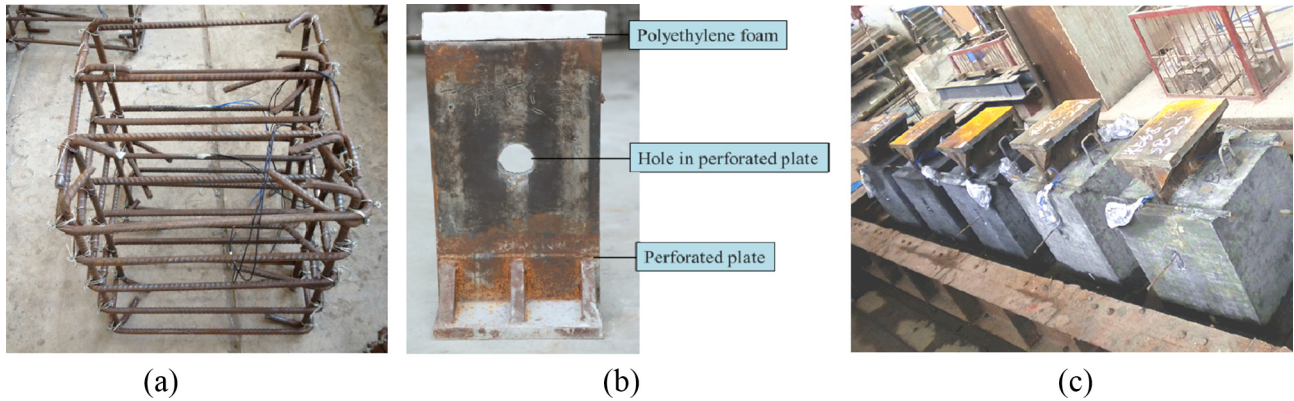 Polyethylene foam
Hole in perforated plate
Perforated plate
(a)
(b)
(c)